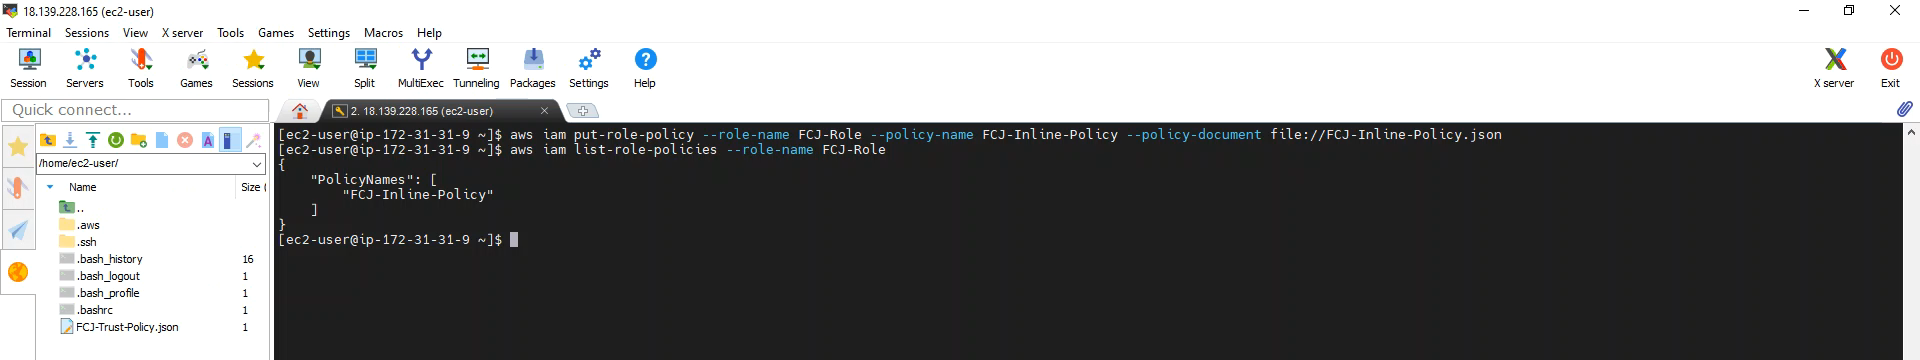 18.139.228.165 (ec2-user)
Terminal Sessions View X server Tools Games Settings Macros Help
Session Servers Tools Games Sessions View Split MultiExec Tunneling Packages Settings Help X server Exit
Quick connect...
2. 18.139.228.165 (ec2-user)
/home/ec2-user/
Name Size (
..
.aws
.ssh
.bash_history 16
.bash_logout 1
.bash_profile 1
.bashrc 1
FCJ-Trust-Policy.json 1
[ec2-user@ip-172-31-31-9 ~]$ aws iam put-role-policy --role-name FCJ-Role --policy-name FCJ-Inline-Policy --policy-document file://FCJ-Inline-Policy.json
[ec2-user@ip-172-31-31-9 ~]$ aws iam list-role-policies --role-name FCJ-Role
{
    "PolicyNames": [
        "FCJ-Inline-Policy"
    ]
}
[ec2-user@ip-172-31-31-9 ~]$